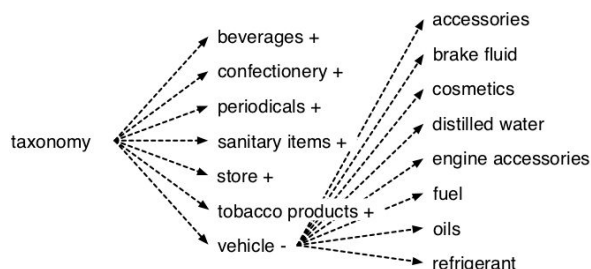 taxonomy
beverages +
confectionery +
periodicals +
sanitary items +
store +
tobacco products +
vehicle -
accessories
brake fluid
cosmetics
distilled water
engine accessories
fuel
oils
refrigerant